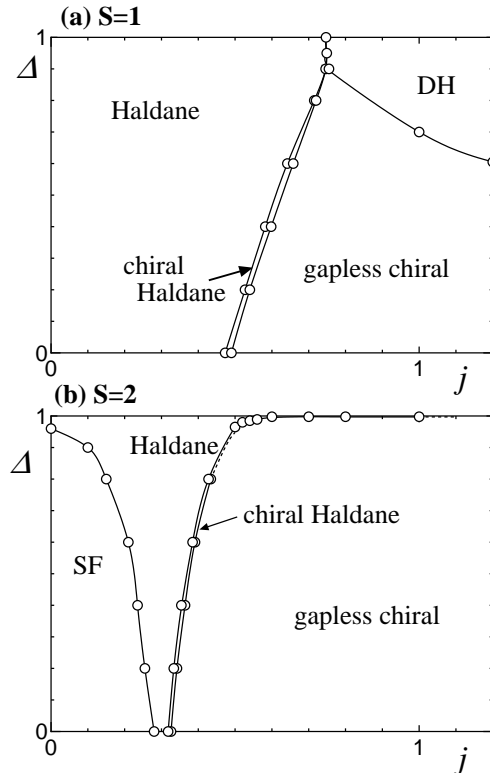 (a) S=1
1
Δ
DH
Haldane
chiral
Haldane
gapless chiral
0
0
1
j
(b) S=2
1
Δ
Haldane
chiral Haldane
SF
gapless chiral
0
0
1
j